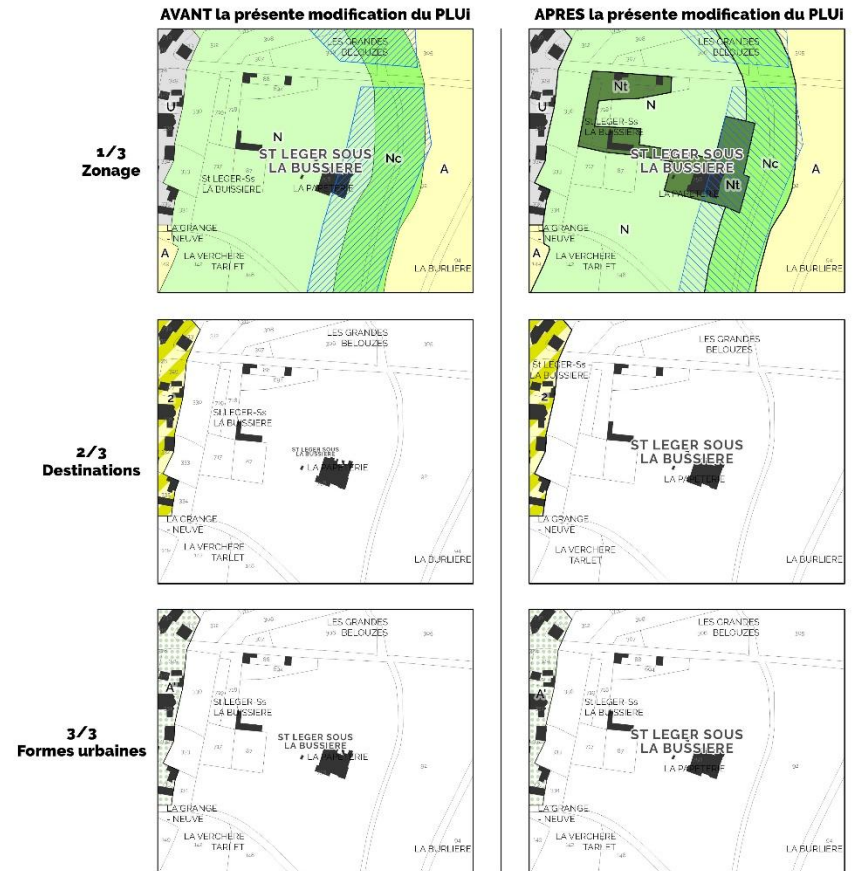 AVANT la présente modification du PLUi
APRES la présente modification du PLUi
1/3
Zonage
LES GRANDES
BELOUZES
U
N
ST LEGER SOUS
LA BUSSIERE
Nc
A
St LEGER-Ss
LA BUISSIERE
LA PAPETERIE
LA GRANGE
- NEUVE
A
LA VERCHERE
TARLET
LA BURLIERE
LES GRANDES
BELOUZES
Nt
U
N
St LEGER-Ss
LA BUISSIERE
ST LEGER SOUS
LA BUSSIERE
Nc
A
Nt
LA PAPETERIE
N
LA GRANGE
- NEUVE
A
LA VERCHERE
TARLET
LA BURLIERE
2/3
Destinations
LES GRANDES
BELOUZES
2
St LEGER-Ss
LA BUISSIERE
ST LEGER SOUS
LA BUSSIERE
LA PAPETERIE
LA GRANGE
- NEUVE
LA VERCHERE
TARLET
LA BURLIERE
LES GRANDES
BELOUZES
St LEGER-Ss
LA BUISSIERE
2
ST LEGER SOUS
LA BUSSIERE
LA PAPETERIE
LA GRANGE
- NEUVE
LA VERCHERE
TARLET
LA BURLIERE
3/3
Formes urbaines
LES GRANDES
BELOUZES
A'
St LEGER-Ss
LA BUISSIERE
ST LEGER SOUS
LA BUSSIERE
LA PAPETERIE
LA GRANGE
- NEUVE
LA VERCHERE
TARLET
LA BURLIERE
LES GRANDES
BELOUZES
A'
St LEGER-Ss
LA BUISSIERE
ST LEGER SOUS
LA BUSSIERE
LA PAPETERIE
LA GRANGE
- NEUVE
LA VERCHERE
TARLET
LA BURLIERE